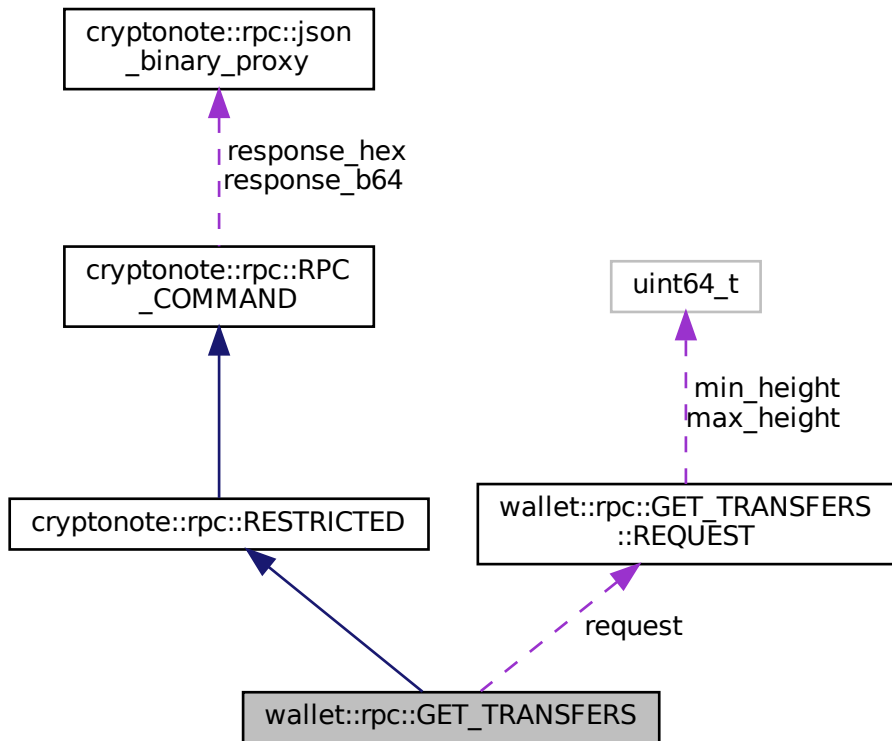 cryptonote::rpc::json
_binary_proxy
response_hex
response_b64
cryptonote::rpc::RPC
_COMMAND
uint64_t
min_height
max_height
cryptonote::rpc::RESTRICTED
wallet::rpc::GET_TRANSFERS
::REQUEST
request
wallet::rpc::GET_TRANSFERS